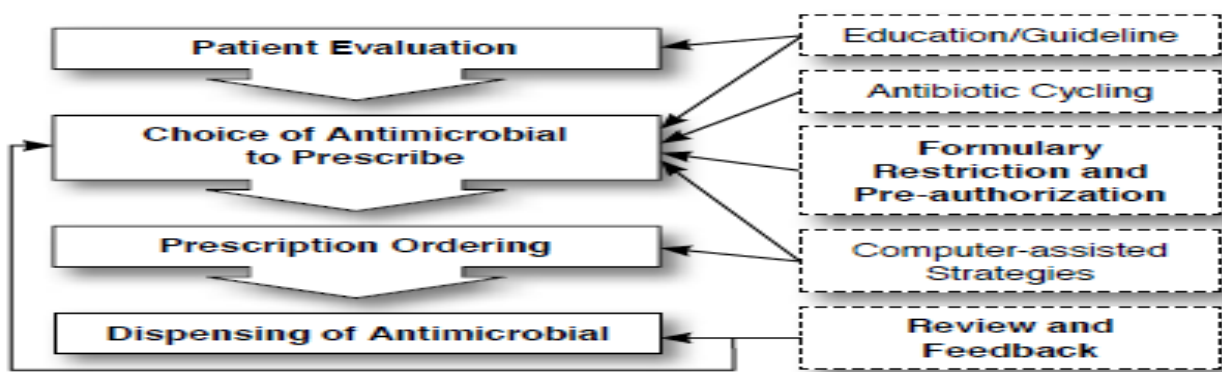 Patient Evaluation
Choice of Antimicrobial
to Prescribe
Prescription Ordering
Dispensing of Antimicrobial
Education/Guideline
Antibiotic Cycling
Formulary
Restriction and
Pre-authorization
Computer-assisted
Strategies
Review and
Feedback